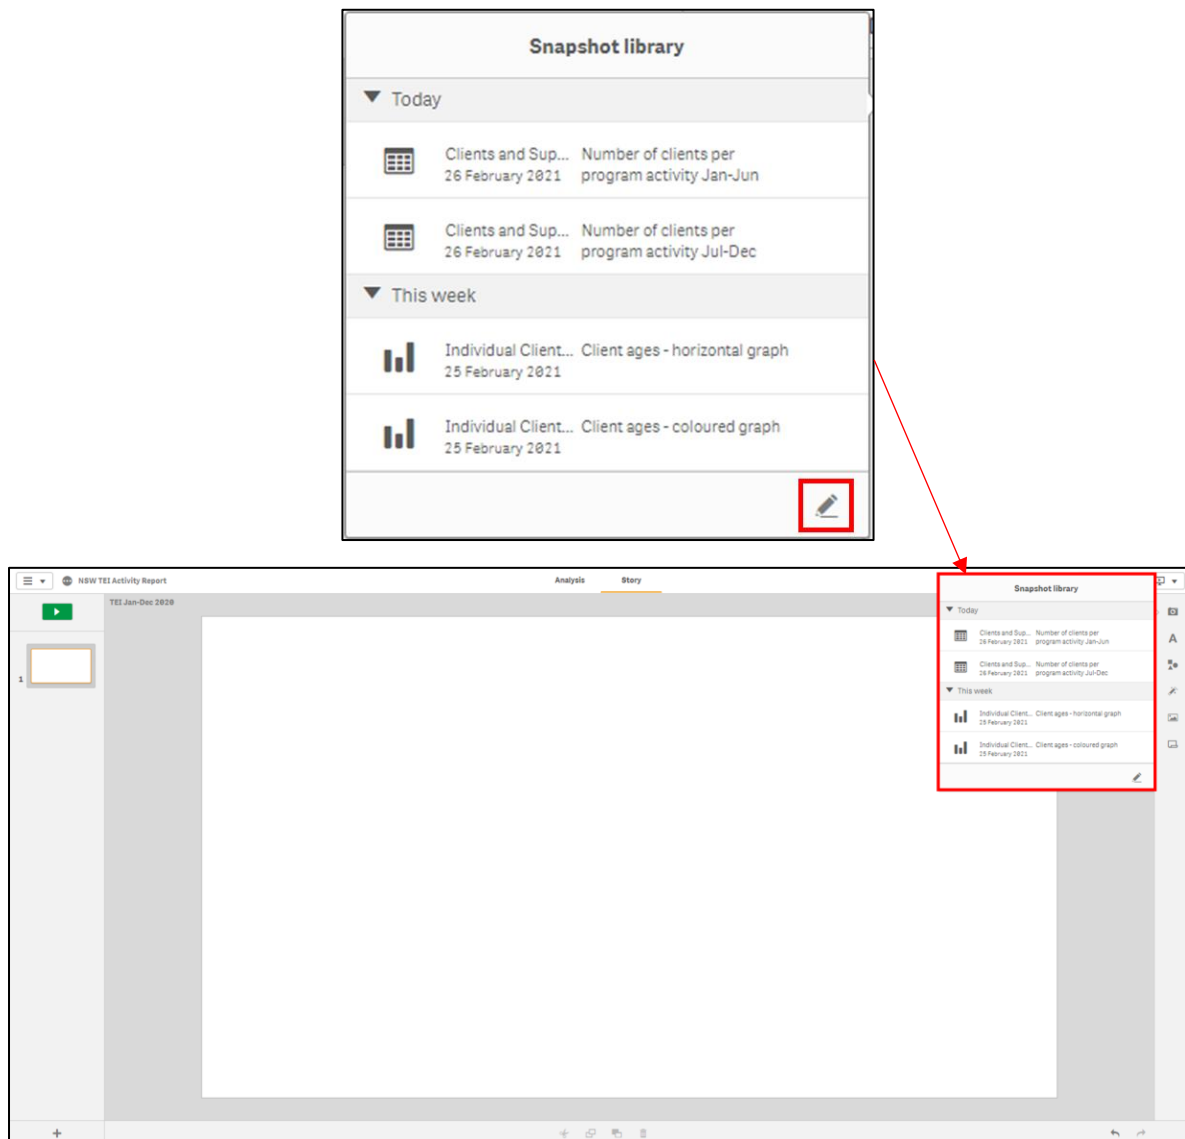 Snapshot library
Today
Clients and Sup... Number of clients per
26 February 2021 program activity Jan-Jun
Clients and Sup... Number of clients per
26 February 2021 program activity Jul-Dec
This week
Individual Client... Client ages - horizontal graph
25 February 2021
Individual Client... Client ages - coloured graph
25 February 2021
NSW TEI Activity Report
Analysis
Story
TEI Jan-Dec 2020
1
Snapshot library
Today
Clients and Sup... Number of clients per
26 February 2021 program activity Jan-Jun
Clients and Sup... Number of clients per
26 February 2021 program activity Jul-Dec
This week
Individual Client... Client ages - horizontal graph
25 February 2021
Individual Client... Client ages - coloured graph
25 February 2021
A